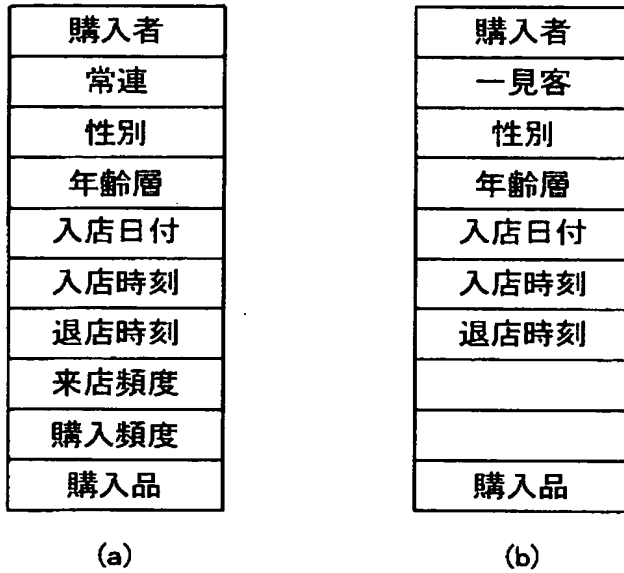 購入者
常連
性別
年齢層
入店日付
入店時刻
退店時刻
来店頻度
購入頻度
購入品
(a)
購入者
一見客
性別
年齢層
入店日付
入店時刻
退店時刻
購入品
(b)